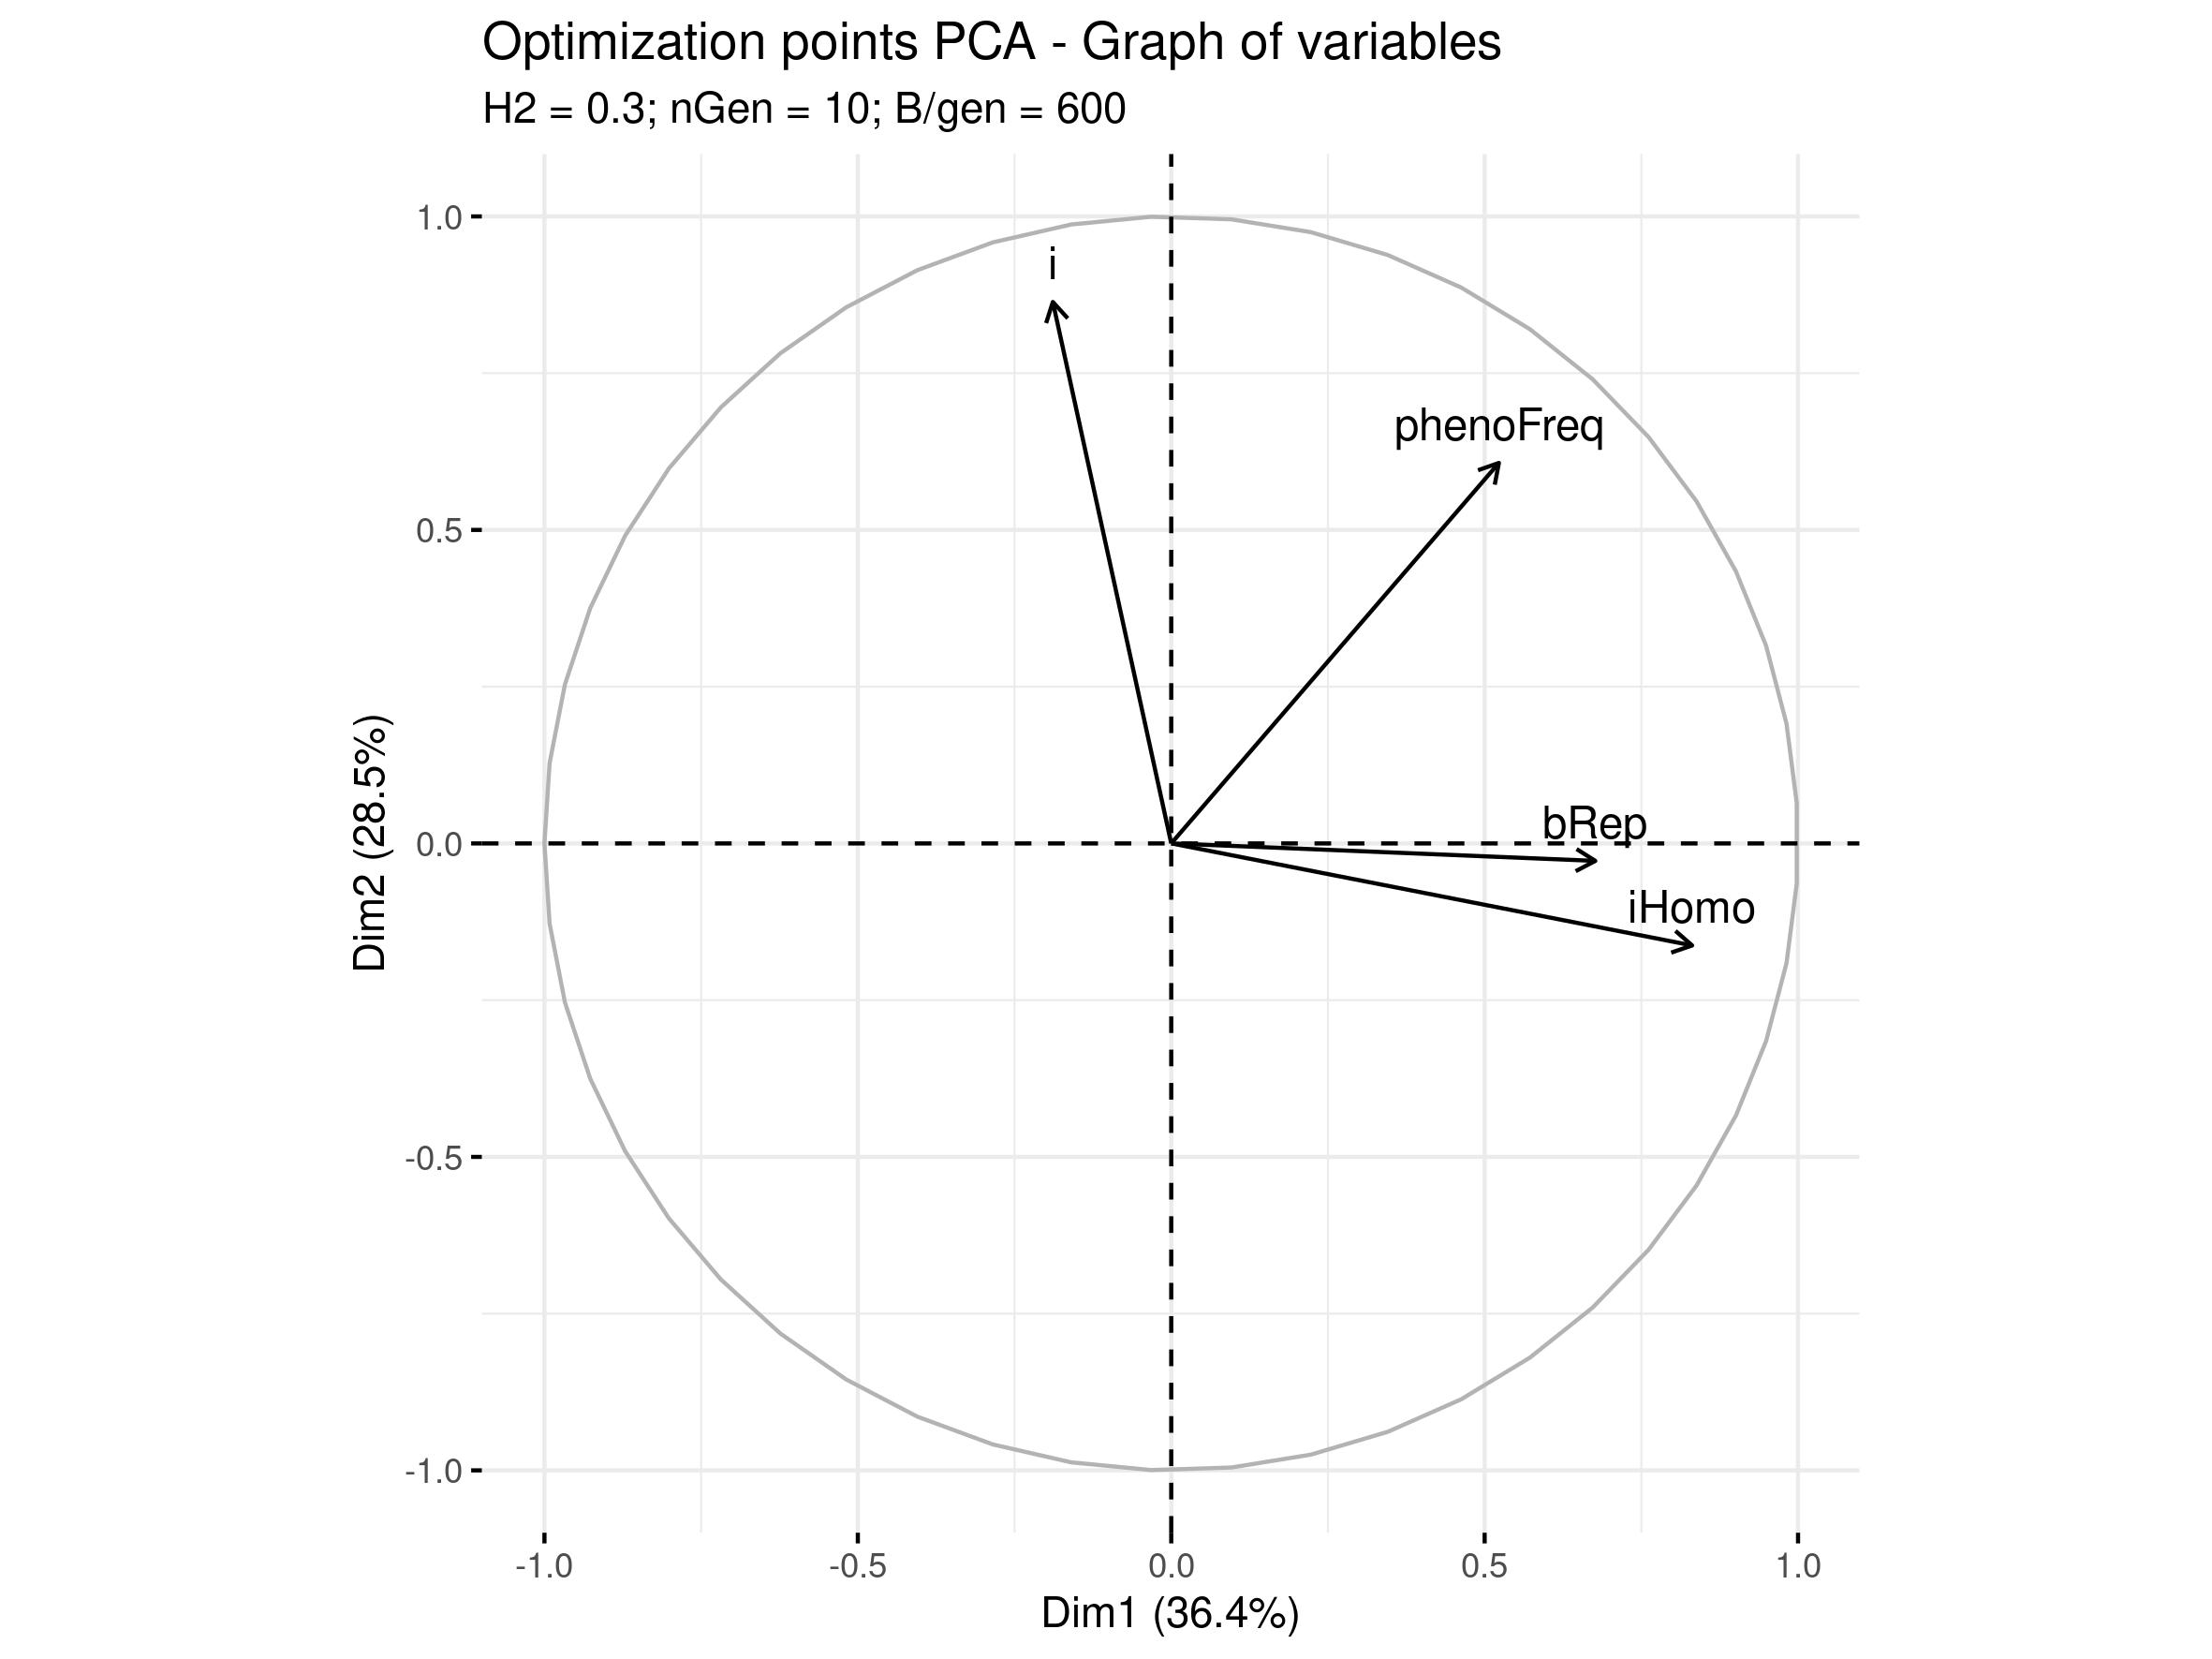 Optimization points PCA - Graph of variables
H2 = 0.3; nGen = 10; B/gen = 600
1.0
0.5
0.0
-0.5
-1.0
Dim2 (28.5%)
i
phenoFreq
bRep
iHomo
-1.0
-0.5
0.0
0.5
1.0
Dim1 (36.4%)